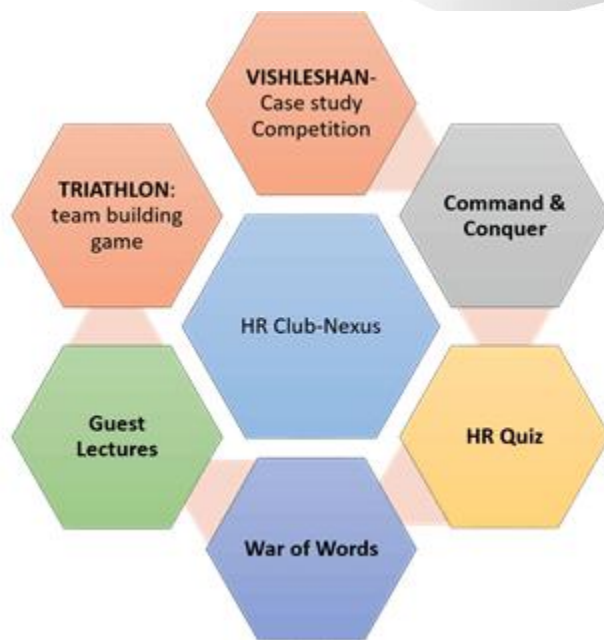 VISHLESHAN-
Case study
Competition
TRIATHLON:
team building
game
Command &
Conquer
HR Club-Nexus
Guest
Lectures
HR Quiz
War of Words